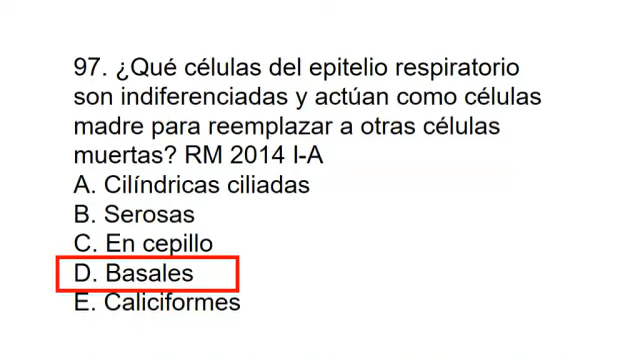 97. ¿Qué células del epitelio respiratorio
son indiferenciadas y actúan como células
madre para reemplazar a otras células
muertas? RM 2014 I-A
A. Cilíndricas ciliadas
B. Serosas
C. En cepillo
D. Basales
E. Caliciformes